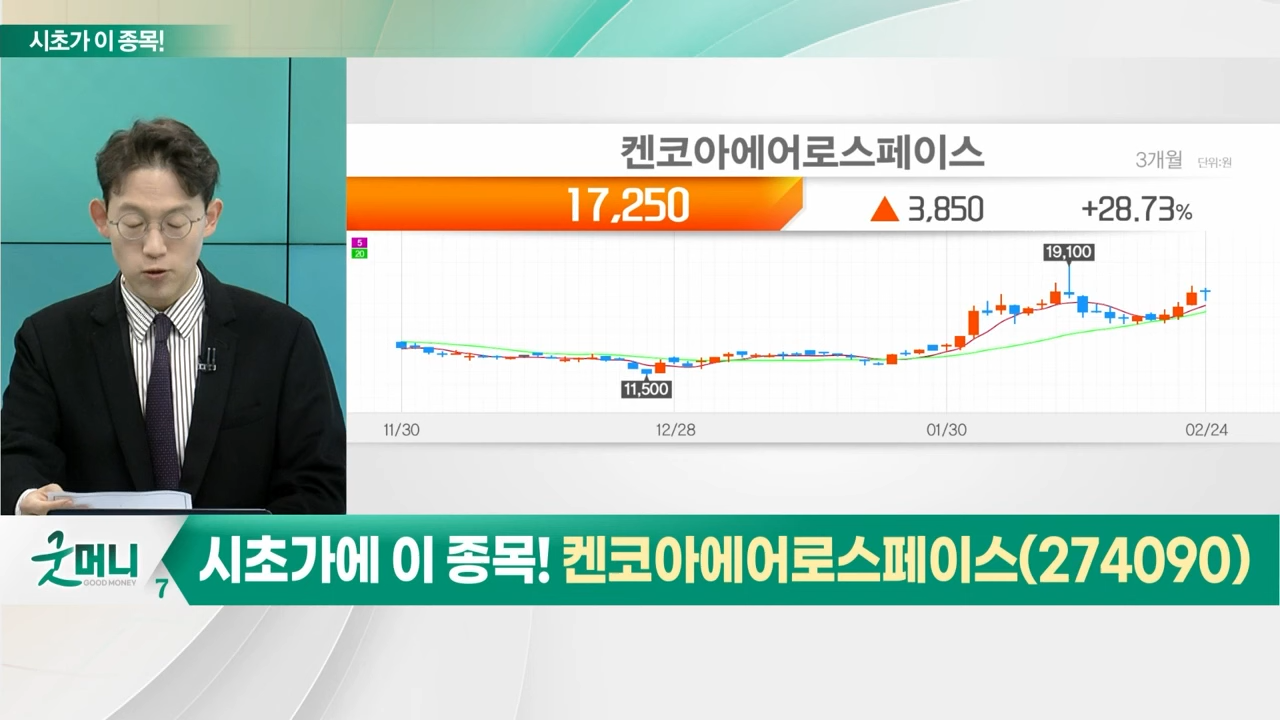 시초가 이 종목!
켄코아에어로스페이스
3개월 단위:원
17,250 ▲ 3,850 +28.73%
5
20
19,100
11,500
11/30 12/28 01/30 02/24
굿머니
GOOD MONEY
7
시초가에 이 종목! 켄코아에어로스페이스(274090)